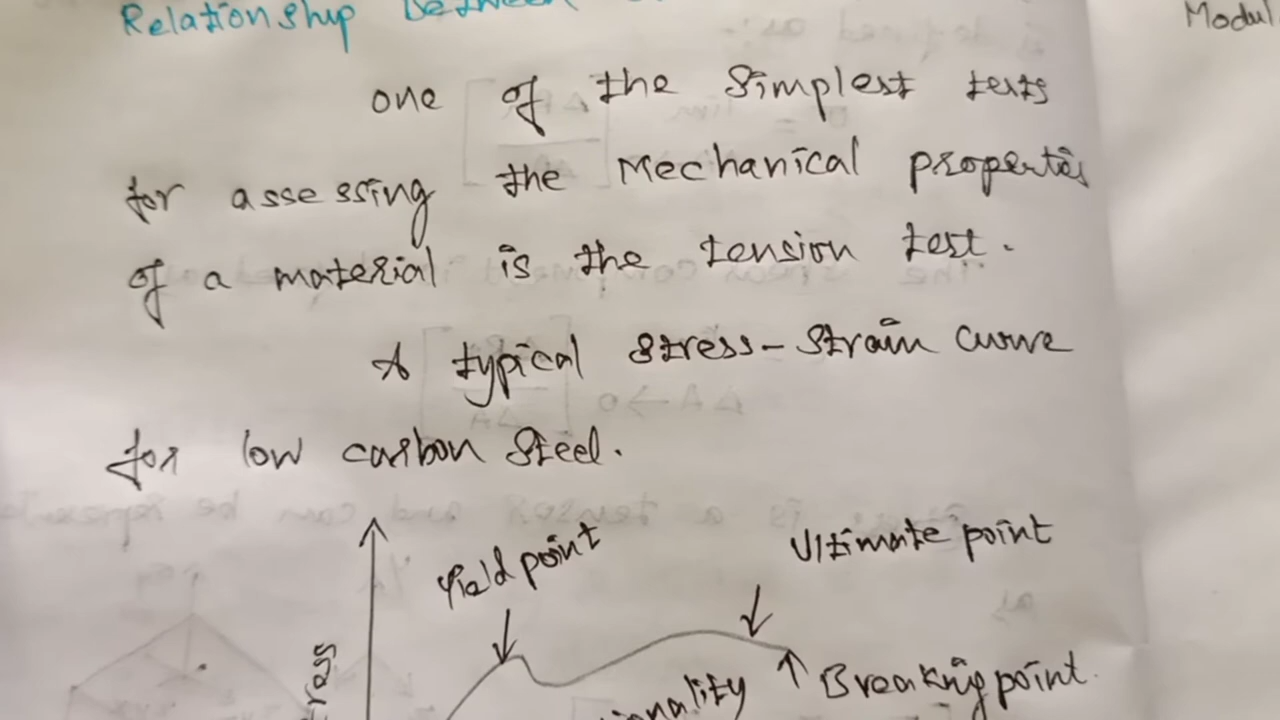 Relationship Between
Modul
one of the simplest tests
for assessing the Mechanical properties
of a material is the tension test.
A typical stress-strain curve
for low carbon steel.
Yield point
Ultimate point
Breaking point.